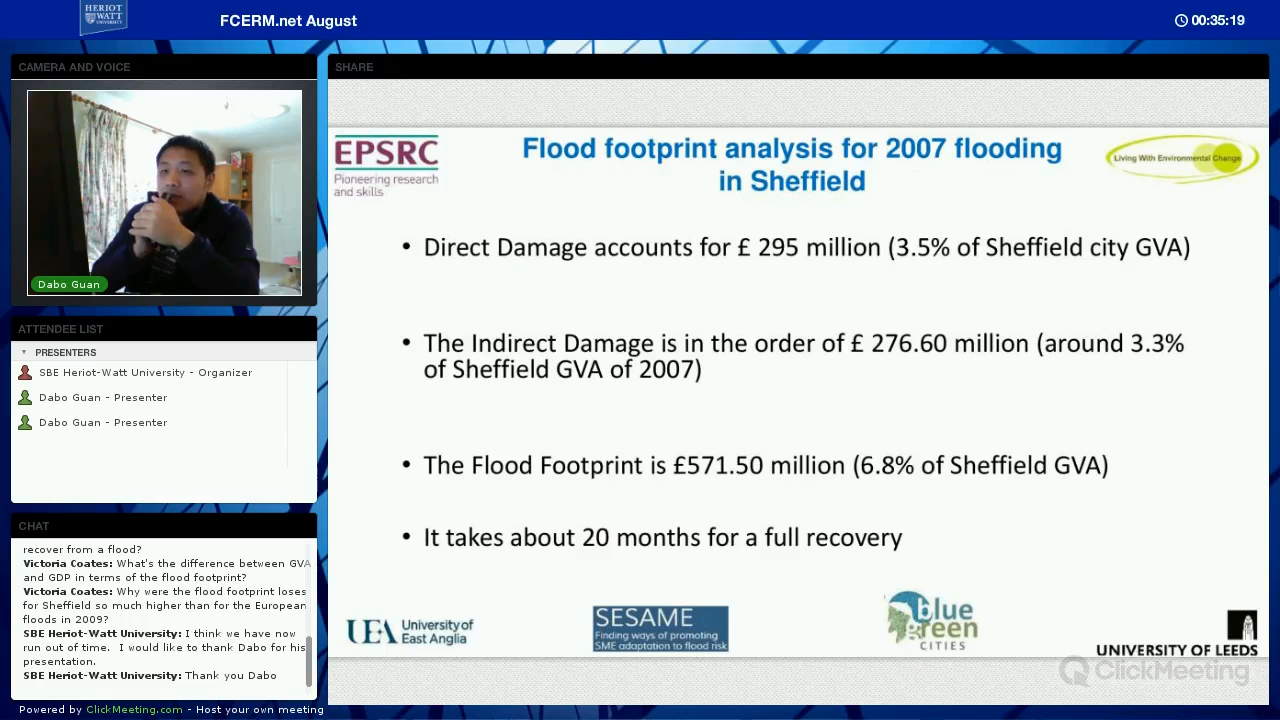 HERIOT
WATT
UNIVERSITY
FCERM.net August
00:35:19
CAMERA AND VOICE
Dabo Guan
ATTENDEE LIST
PRESENTERS
SBE Heriot-Watt University - Organizer
Dabo Guan - Presenter
Dabo Guan - Presenter
CHAT
recover from a flood?
Victoria Coates: What's the difference between GVA
and GDP in terms of the flood footprint?
Victoria Coates: Why were the flood footprint loses
for Sheffield so much higher than for the European
floods in 2009?
SBE Heriot-Watt University: I think we have now
run out of time. I would like to thank Dabo for his
presentation.
SBE Heriot-Watt University: Thank you Dabo
Powered by ClickMeeting.com - Host your own meeting
SHARE
EPSRC
Pioneering research
and skills
Flood footprint analysis for 2007 flooding
in Sheffield
Living With Environmental Change
• Direct Damage accounts for £ 295 million (3.5% of Sheffield city GVA)
• The Indirect Damage is in the order of £ 276.60 million (around 3.3%
of Sheffield GVA of 2007)
• The Flood Footprint is £571.50 million (6.8% of Sheffield GVA)
• It takes about 20 months for a full recovery
UEA University of
East Anglia
SESAME
Finding ways of promoting
SME adaptation to flood risk
blue
green
CITIES
UNIVERSITY OF LEEDS
ClickMeeting